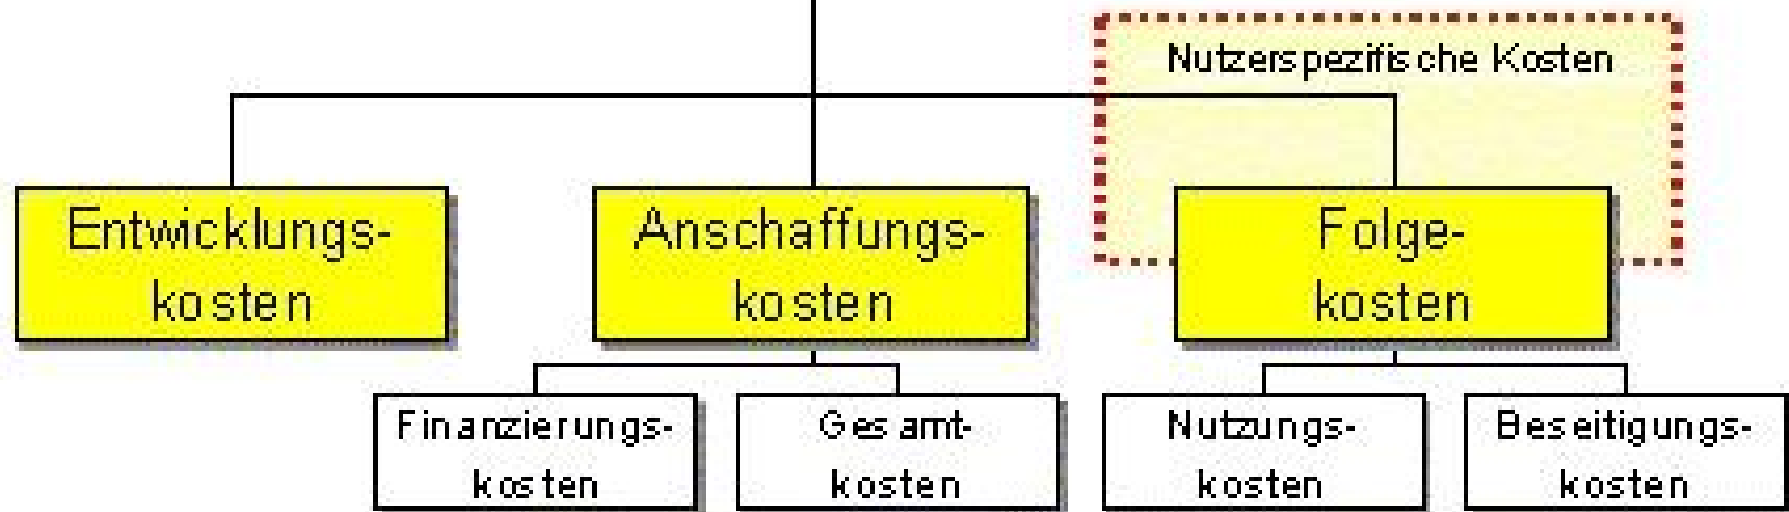 Nutzerspezifische Kosten
Entwicklungs-
kosten
Anschaffungs-
kosten
Folge-
kosten
Finanzierungs-
kosten
Gesamt-
kosten
Nutzungs-
kosten
Beseitigungs-
kosten